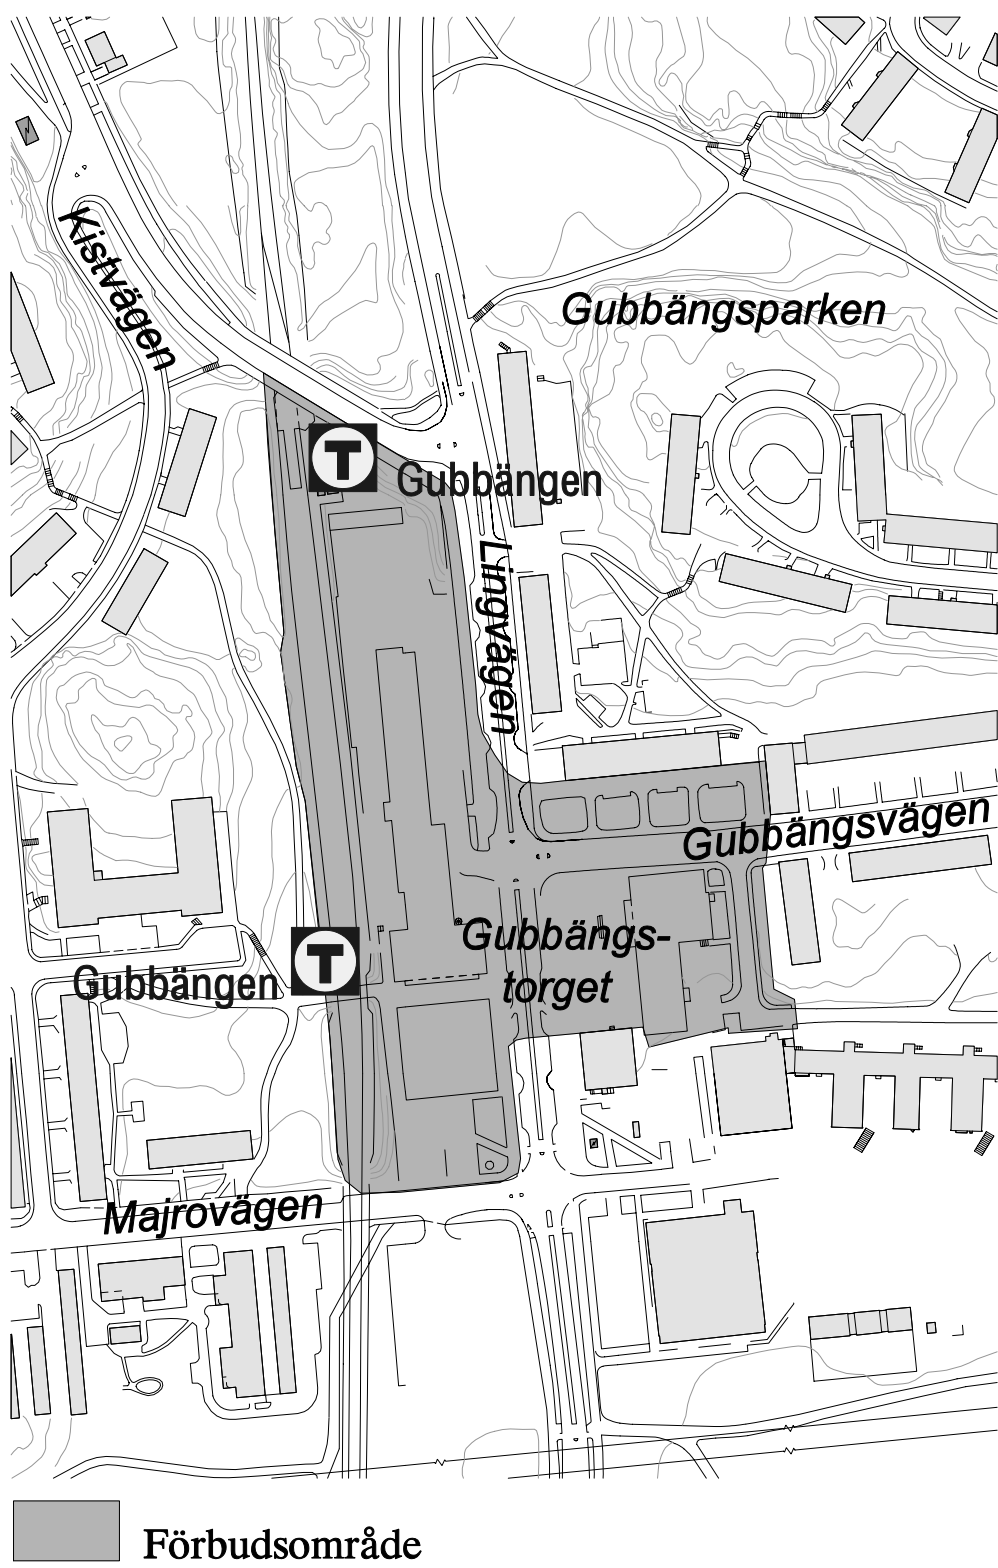 Kistvägen
Gubbängsparken
T
Gubbängen
Lingvägen
Gubbängsvägen
Gubbängs-
torget
T
Gubbängen
Majrovägen
Förbudsområde